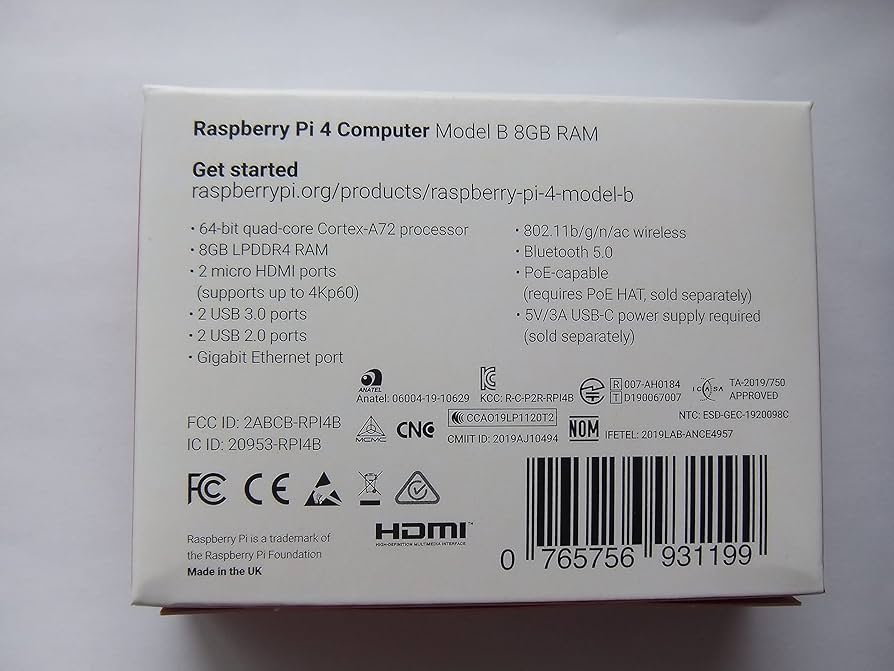 Raspberry Pi 4 Computer Model B 8GB RAM
Get started
raspberrypi.org/products/raspberry-pi-4-model-b
• 64-bit quad-core Cortex-A72 processor
• 8GB LPDDR4 RAM
• 2 micro HDMI ports
(supports up to 4Kp60)
• 2 USB 3.0 ports
• 2 USB 2.0 ports
• Gigabit Ethernet port
• 802.11b/g/n/ac wireless
• Bluetooth 5.0
• PoE-capable
(requires PoE HAT, sold separately)
• 5V/3A USB-C power supply required
(sold separately)
ANATEL
Anatel: 06004-19-10629
KCC: R-C-P2R-RPI4B
R 007-AH0184
T D190067007
ICASA
TA-2019/750
APPROVED
NTC: ESD-GEC-1920098C
FCC ID: 2ABCB-RPI4B
IC ID: 20953-RPI4B
MCMC
CNC
CCAO19LP1120T2
CMIIT ID: 2019AJ10494
NOM
IFETEL: 2019LAB-ANCE4957
FC CE
HDMI™
HIGH-DEFINITION MULTIMEDIA INTERFACE
Raspberry Pi is a trademark of
the Raspberry Pi Foundation
Made in the UK
0 765756 931199